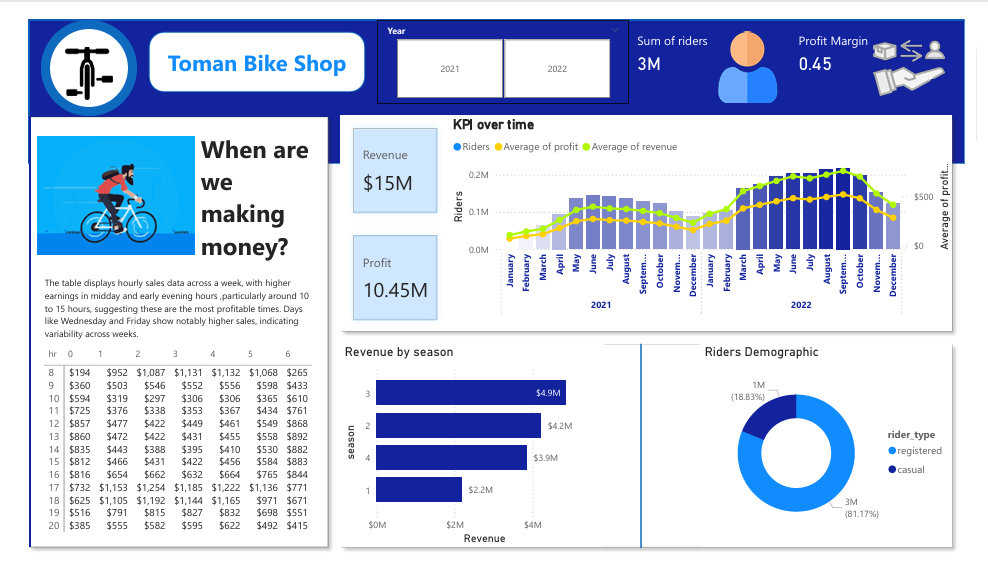 Toman Bike Shop
Year
2021
2022
Sum of riders
3M
Profit Margin
0.45
When are
we
making
money?
The table displays hourly sales data across a week, with higher
earnings in midday and early evening hours ,particularly around 10
to 15 hours, suggesting these are the most profitable times. Days
like Wednesday and Friday show notably higher sales, indicating
variability across weeks.
hr 0 1 2 3 4 5 6
8 $194 $952 $1,087 $1,131 $1,132 $1,068 $265
9 $360 $503 $546 $552 $556 $598 $433
10 $594 $319 $297 $306 $306 $365 $610
11 $725 $376 $338 $353 $367 $434 $761
12 $857 $477 $422 $449 $461 $549 $868
13 $860 $472 $422 $431 $455 $558 $892
14 $835 $443 $388 $395 $410 $530 $882
15 $812 $466 $431 $422 $456 $584 $883
16 $816 $654 $662 $632 $664 $765 $844
17 $732 $1,153 $1,254 $1,185 $1,222 $1,136 $771
18 $625 $1,105 $1,192 $1,144 $1,165 $971 $671
19 $516 $791 $815 $827 $832 $698 $551
20 $385 $555 $582 $595 $622 $492 $415
Revenue
$15M
Profit
10.45M
KPI over time
Riders Average of profit Average of revenue
Riders
0.2M
0.1M
0.0M
$500
$0
Average of profit...
January
February
March
April
May
June
July
August
Septem...
October
Novem...
December
January
February
March
April
May
June
July
August
Septem...
October
Novem...
December
2021
2022
Revenue by season
season
3 $4.9M
2 $4.2M
4 $3.9M
1 $2.2M
$0M $2M $4M
Revenue
Riders Demographic
1M
(18.83%)
3M
(81.17%)
rider_type
registered
casual